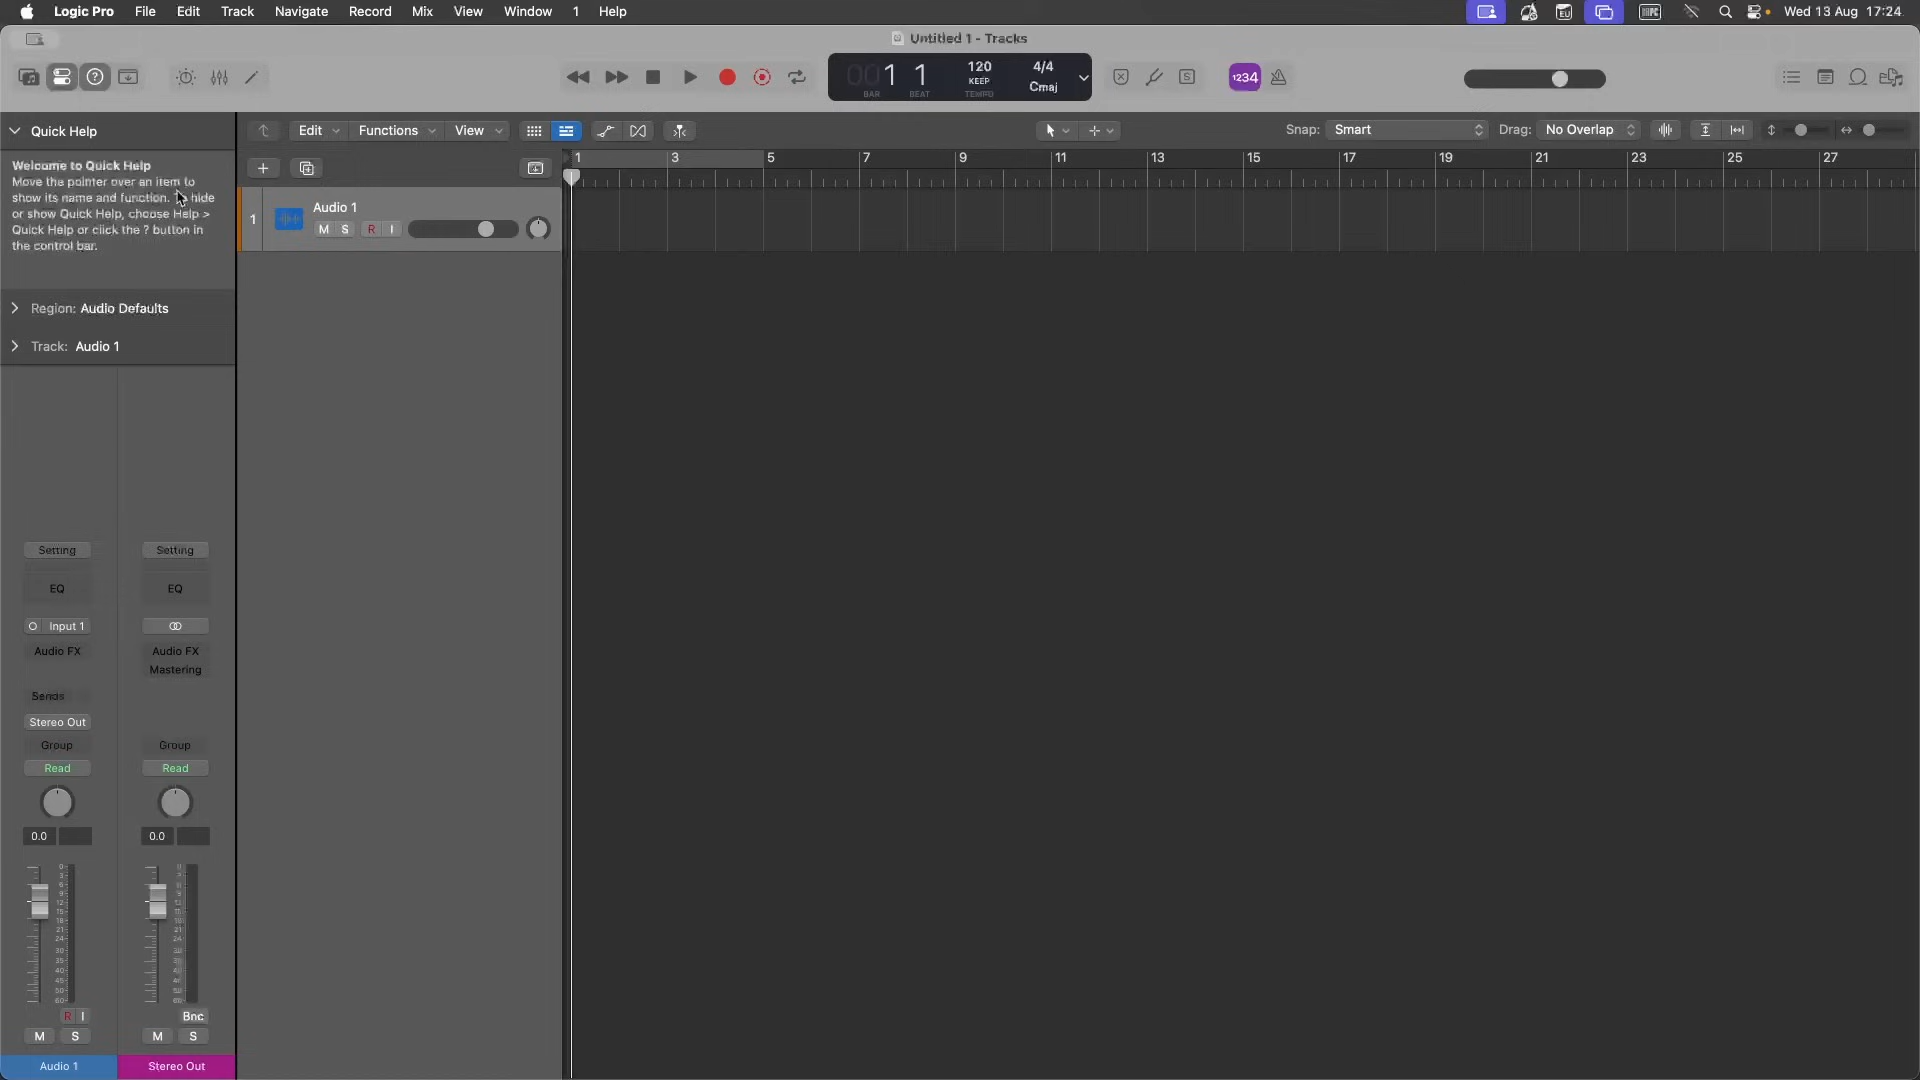 Logic Pro File Edit Track Navigate Record Mix View Window 1 Help Wed 13 Aug 17:24
Untitled 1 - Tracks
001 1 120 4/4
KEEP Cmaj
BAR BEAT TEMPO
1234
Quick Help
Edit Functions View Snap: Smart Drag: No Overlap
Welcome to Quick Help
Move the pointer over an item to
show its name and function. To hide
or show Quick Help, choose Help >
Quick Help or click the ? button in
the control bar.
1 3 5 7 9 11 13 15 17 19 21 23 25 27
1 Audio 1
M S R I
Region: Audio Defaults
Track: Audio 1
Setting Setting
EQ EQ
Input 1
Audio FX Audio FX
Mastering
Sends
Stereo Out
Group Group
Read Read
0.0 0.0
R I Bnc
M S M S
Audio 1 Stereo Out